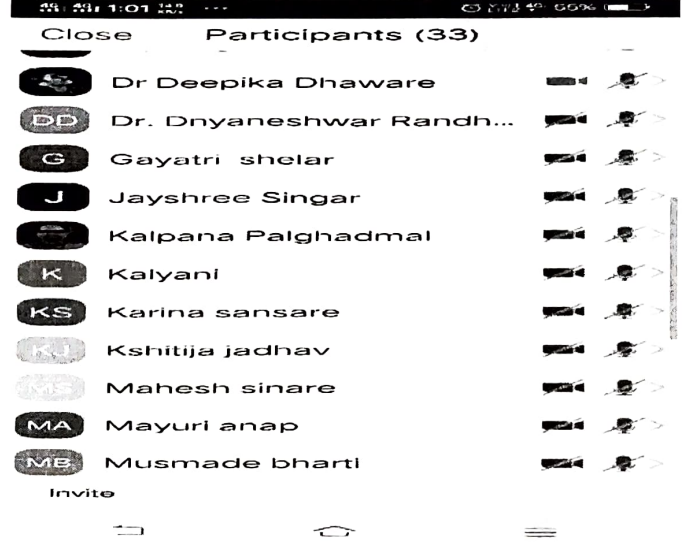 1:01
Close Participants (33)
Dr Deepika Dhaware
DD Dr. Dnyaneshwar Randh...
G Gayatri shelar
J Jayshree Singar
Kalpana Palghadmal
K Kalyani
KS Karina sansare
KJ Kshitija jadhav
MS Mahesh sinare
MA Mayuri anap
MB Musmade bharti
Invite